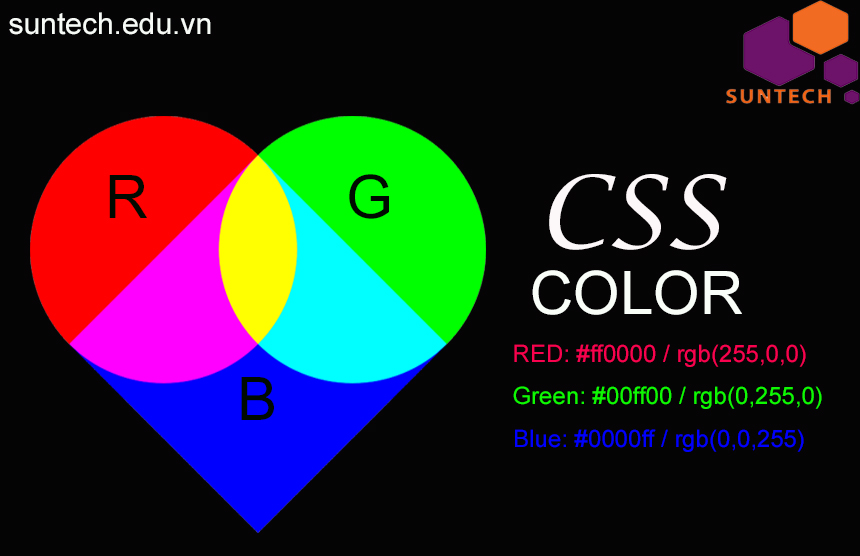 suntech.edu.vn
SUNTECH
R
G
B
CSS
COLOR
RED: #ff0000 / rgb(255,0,0)
Green: #00ff00 / rgb(0,255,0)
Blue: #0000ff / rgb(0,0,255)